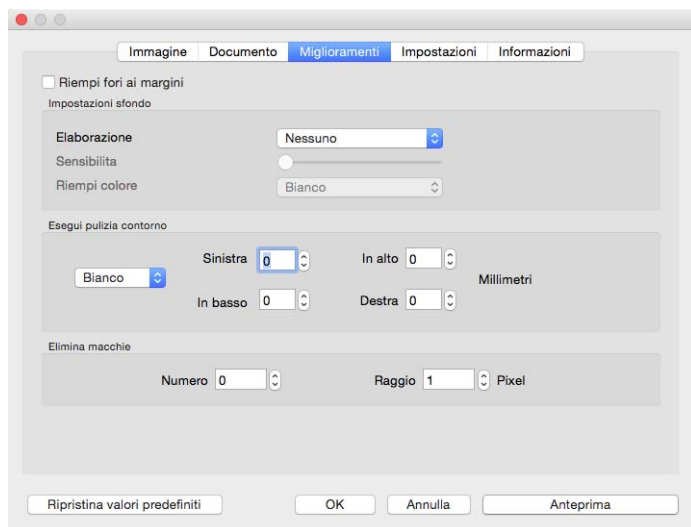 Immagine Documento Miglioramenti Impostazioni Informazioni
Riempi fori ai margini
Impostazioni sfondo
Elaborazione Nessuno
Sensibilita
Riempi colore Bianco
Esegui pulizia contorno
Sinistra 0 In alto 0
Bianco Millimetri
In basso 0 Destra 0
Elimina macchie
Numero 0 Raggio 1 Pixel
Ripristina valori predefiniti OK Annulla Anteprima